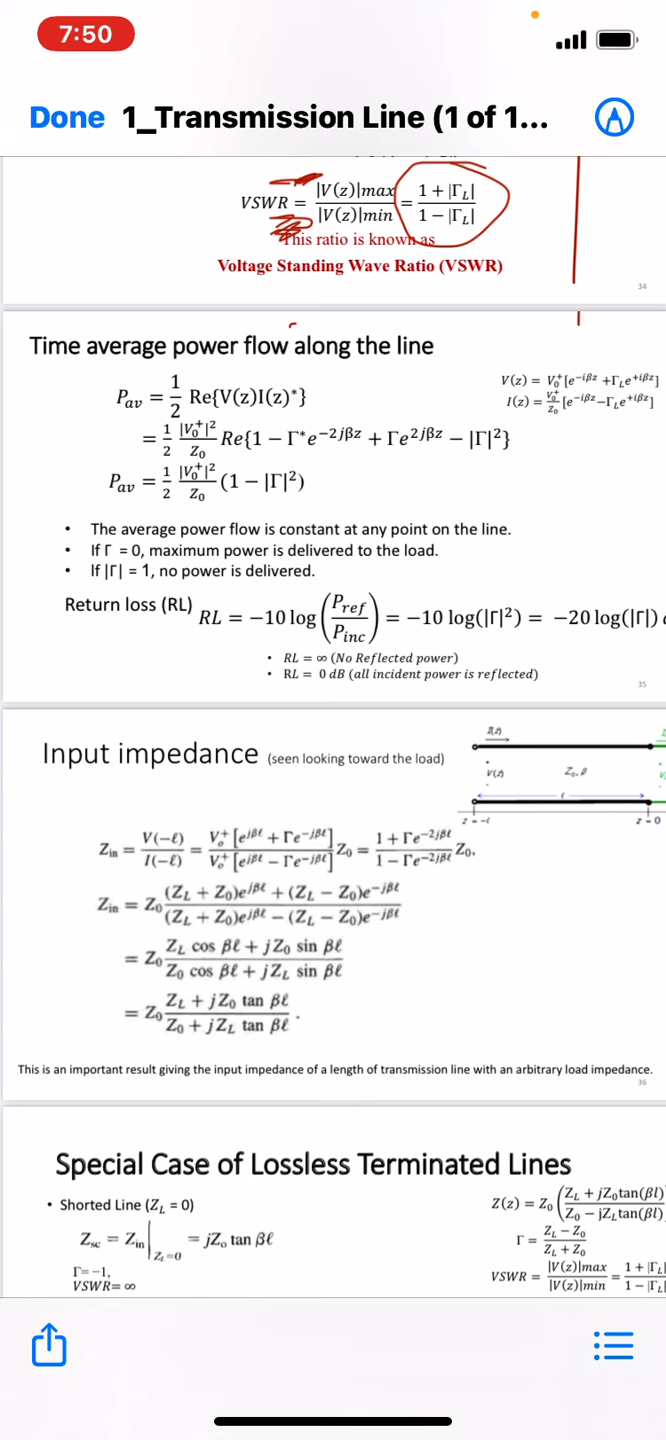 7:50
Done 1_Transmission Line (1 of 1...
VSWR = |V(z)|max / |V(z)|min = 1 + |Γ_L| / 1 − |Γ_L|
This ratio is known as
Voltage Standing Wave Ratio (VSWR)
34
Time average power flow along the line
P_av = 1/2 Re{V(z)I(z)*}
V(z) = V_0^+ [e^{-iβz} + Γ_L e^{+iβz}]
I(z) = V_0^+/Z_0 [e^{-iβz} − Γ_L e^{+iβz}]
= 1/2 |V_0^+|²/Z_0 Re{1 − Γ* e^{-2jβz} + Γe^{2jβz} − |Γ|²}
P_av = 1/2 |V_0^+|²/Z_0 (1 − |Γ|²)
• The average power flow is constant at any point on the line.
• If Γ = 0, maximum power is delivered to the load.
• If |Γ| = 1, no power is delivered.
Return loss (RL) RL = −10 log(P_ref / P_inc) = −10 log(|Γ|²) = −20 log(|Γ|)
• RL = ∞ (No Reflected power)
• RL = 0 dB (all incident power is reflected)
35
Input impedance (seen looking toward the load)
I(z)
V(z) Z_0, β
ℓ
z = −ℓ z = 0
Z_in = V(−ℓ) / I(−ℓ) = V_o^+ [e^{jβℓ} + Γe^{−jβℓ}] / V_o^+ [e^{jβℓ} − Γe^{−jβℓ}] Z_0 = 1 + Γe^{−2jβℓ} / 1 − Γe^{−2jβℓ} Z_0,
Z_in = Z_0 (Z_L + Z_0)e^{jβℓ} + (Z_L − Z_0)e^{−jβℓ} / (Z_L + Z_0)e^{jβℓ} − (Z_L − Z_0)e^{−jβℓ}
= Z_0 Z_L cos βℓ + jZ_0 sin βℓ / Z_0 cos βℓ + jZ_L sin βℓ
= Z_0 Z_L + jZ_0 tan βℓ / Z_0 + jZ_L tan βℓ .
This is an important result giving the input impedance of a length of transmission line with an arbitrary load impedance.
36
Special Case of Lossless Terminated Lines
• Shorted Line (Z_L = 0)
Z(z) = Z_0 (Z_L + jZ_0tan(βl) / Z_0 − jZ_Ltan(βl)
Z_sc = Z_in |_{Z_L=0} = jZ_o tan βℓ
Γ = Z_L − Z_0 / Z_L + Z_0
Γ= −1,
VSWR= ∞
VSWR = |V(z)|max / |V(z)|min = 1 + |Γ_L| / 1 − |Γ_L|